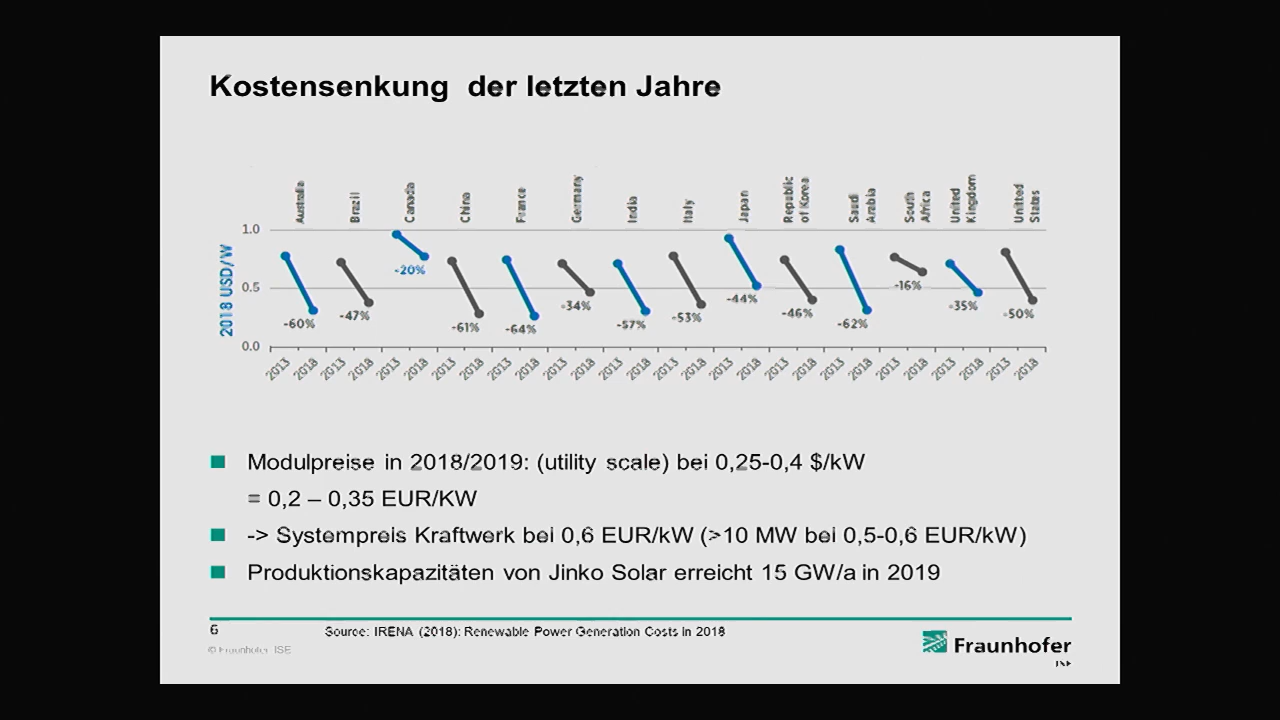 Kostensenkung der letzten Jahre
Australia
Brazil
Canada
China
France
Germany
India
Italy
Japan
Republic
of Korea
Saudi
Arabia
South
Africa
United
Kingdom
United
States
2018 USD/W
1.0
0.5
0.0
-60%
-47%
-20%
-61%
-64%
-34%
-57%
-53%
-44%
-46%
-62%
-16%
-35%
-50%
2013 2018 2013 2018 2013 2018 2013 2018 2013 2018 2013 2018 2013 2018 2013 2018 2013 2018 2013 2018 2013 2018 2013 2018 2013 2018 2013 2018
Modulpreise in 2018/2019: (utility scale) bei 0,25-0,4 $/kW
= 0,2 – 0,35 EUR/KW
-> Systempreis Kraftwerk bei 0,6 EUR/kW (>10 MW bei 0,5-0,6 EUR/kW)
Produktionskapazitäten von Jinko Solar erreicht 15 GW/a in 2019
6
Source: IRENA (2018): Renewable Power Generation Costs in 2018
© Fraunhofer ISE
Fraunhofer
ISE